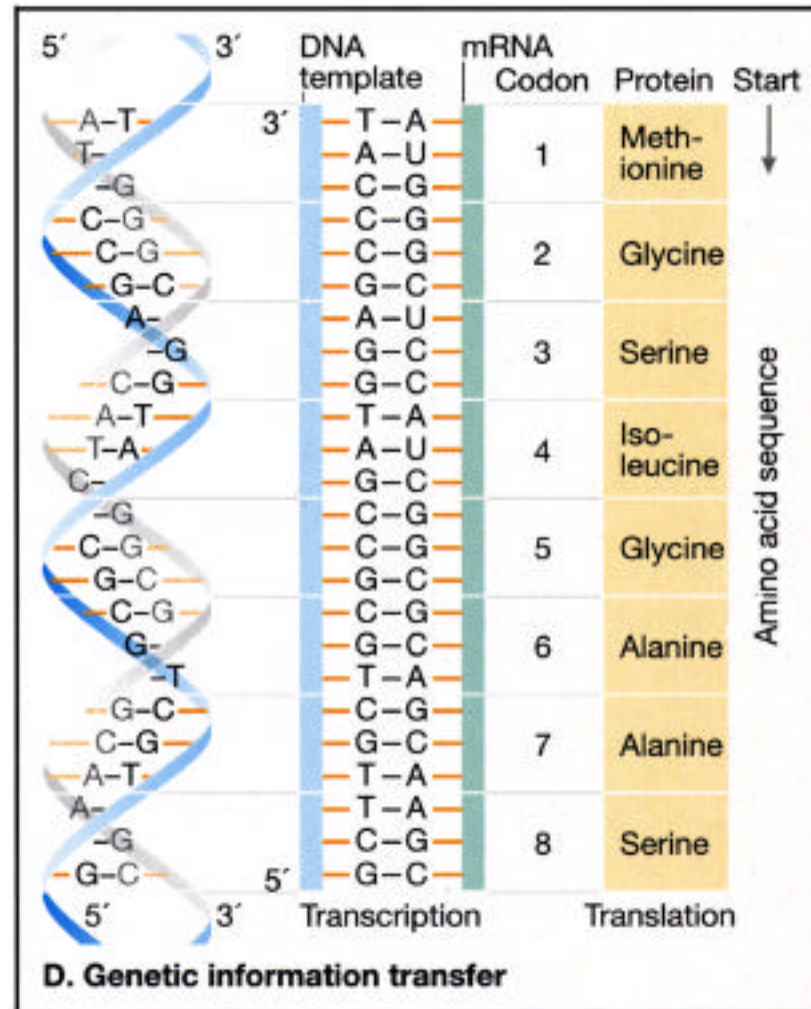 5´ 3´ DNA mRNA
template Codon Protein Start
A-T 3´ T-A
T- A-U 1 Meth-
-G C-G ionine
C-G C-G
C-G C-G 2 Glycine
G-C G-C
A- A-U
-G G-C 3 Serine
C-G G-C
A-T T-A
T-A A-U 4 Iso-
C- G-C leucine
-G C-G
C-G C-G 5 Glycine
G-C G-C
C-G C-G
G- G-C 6 Alanine
-T T-A
G-C C-G
C-G G-C 7 Alanine
A-T T-A
A- T-A
-G C-G 8 Serine
G-C 5´ G-C
Amino acid sequence
5´ 3´ Transcription Translation
D. Genetic information transfer